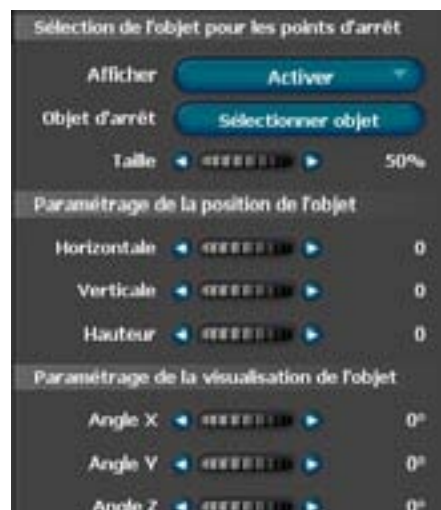 Sélection de l'objet pour les points d'arrêt
Afficher Activer
Objet d'arrêt Sélectionner objet
Taille 50%
Paramétrage de la position de l'objet
Horizontale 0
Verticale 0
Hauteur 0
Paramétrage de la visualisation de l'objet
Angle X 0°
Angle Y 0°
Angle Z 0°